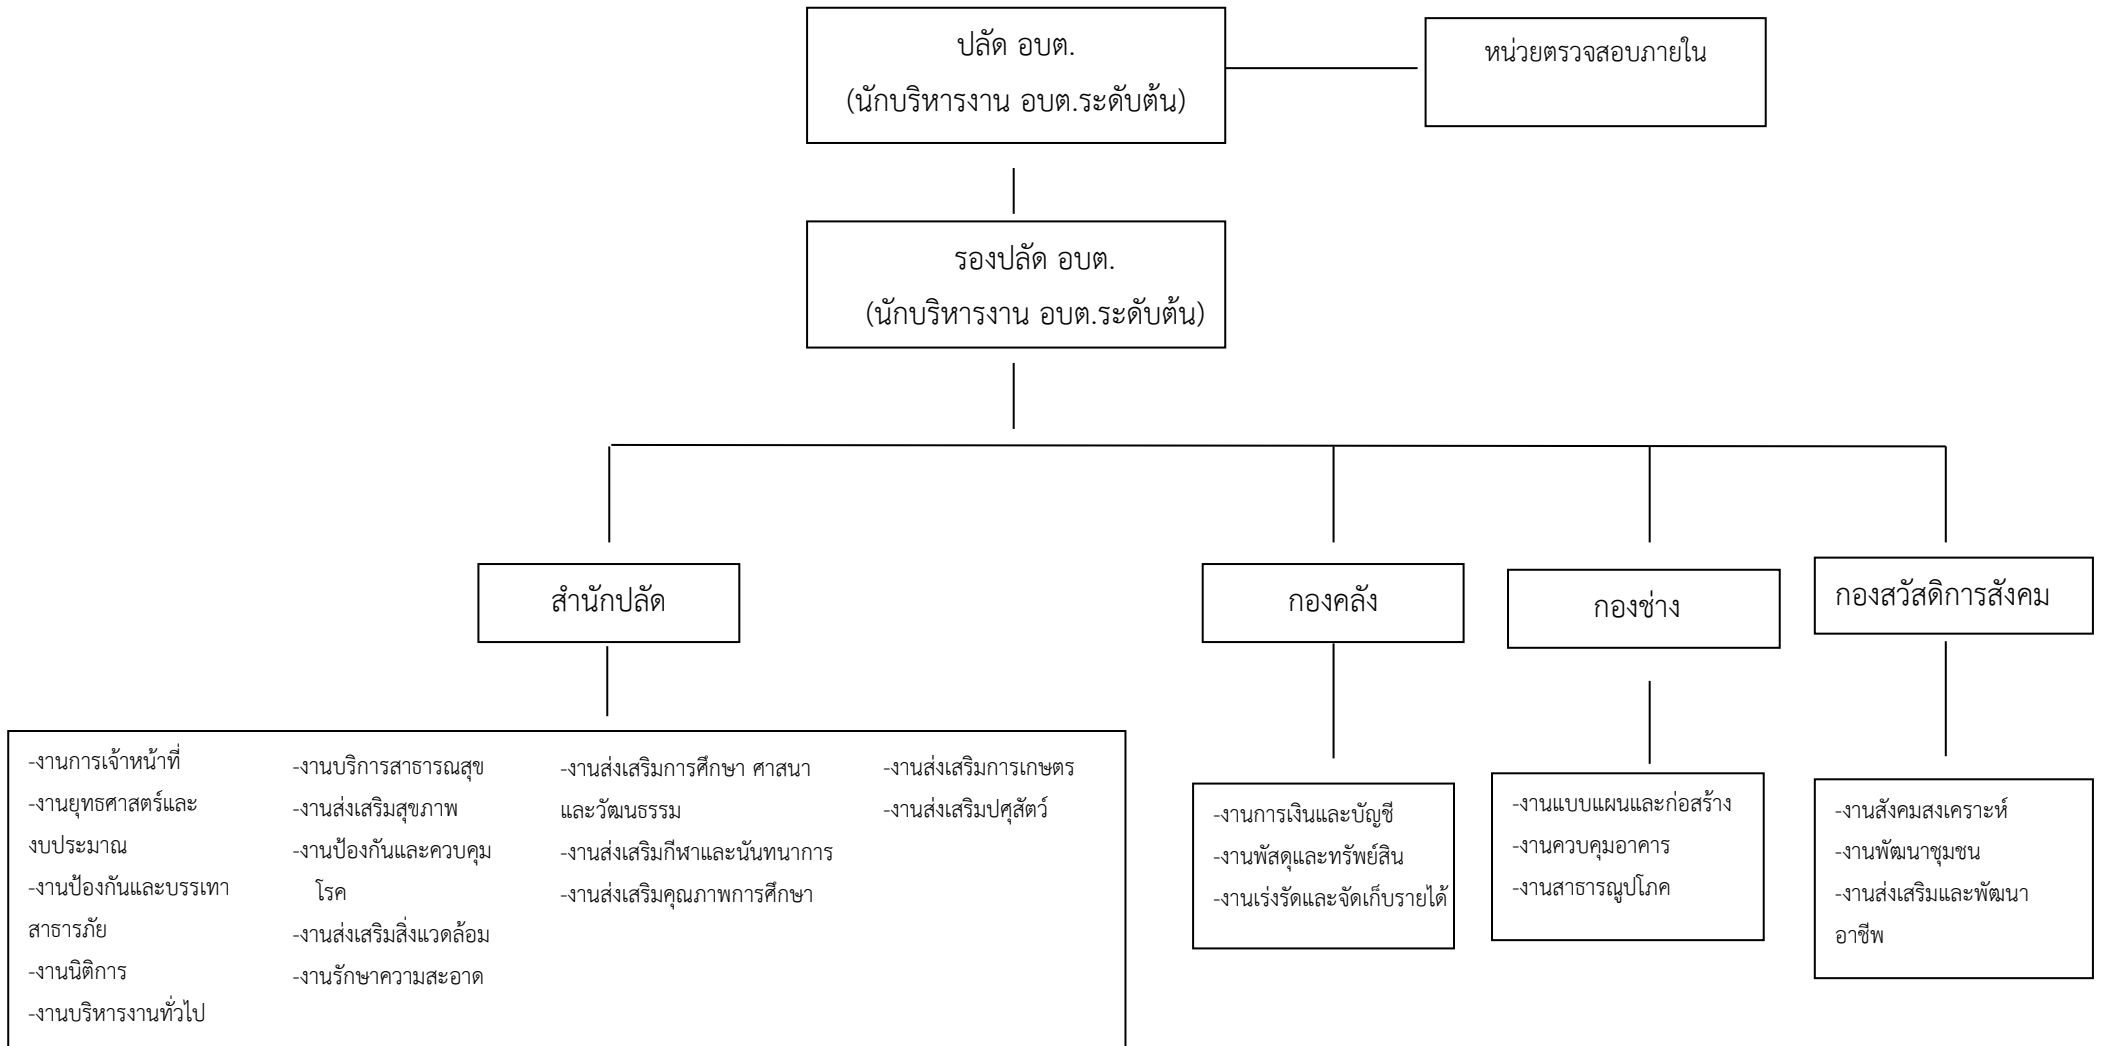 ปลัด อบต.
(นักบริหารงาน อบต.ระดับต้น)
หน่วยตรวจสอบภายใน
รองปลัด อบต.
(นักบริหารงาน อบต.ระดับต้น)
สำนักปลัด
กองคลัง
กองช่าง
กองสวัสดิการสังคม
-งานการเจ้าหน้าที่
-งานยุทธศาสตร์และ
งบประมาณ
-งานป้องกันและบรรเทา
สาธารภัย
-งานนิติการ
-งานบริหารงานทั่วไป
-งานบริการสาธารณสุข
-งานส่งเสริมสุขภาพ
-งานป้องกันและควบคุม
โรค
-งานส่งเสริมสิ่งแวดล้อม
-งานรักษาความสะอาด
-งานส่งเสริมการศึกษา ศาสนา
และวัฒนธรรม
-งานส่งเสริมกีฬาและนันทนาการ
-งานส่งเสริมคุณภาพการศึกษา
-งานส่งเสริมการเกษตร
-งานส่งเสริมปศุสัตว์
-งานการเงินและบัญชี
-งานพัสดุและทรัพย์สิน
-งานเร่งรัดและจัดเก็บรายได้
-งานแบบแผนและก่อสร้าง
-งานควบคุมอาคาร
-งานสาธารณูปโภค
-งานสังคมสงเคราะห์
-งานพัฒนาชุมชน
-งานส่งเสริมและพัฒนา
อาชีพ